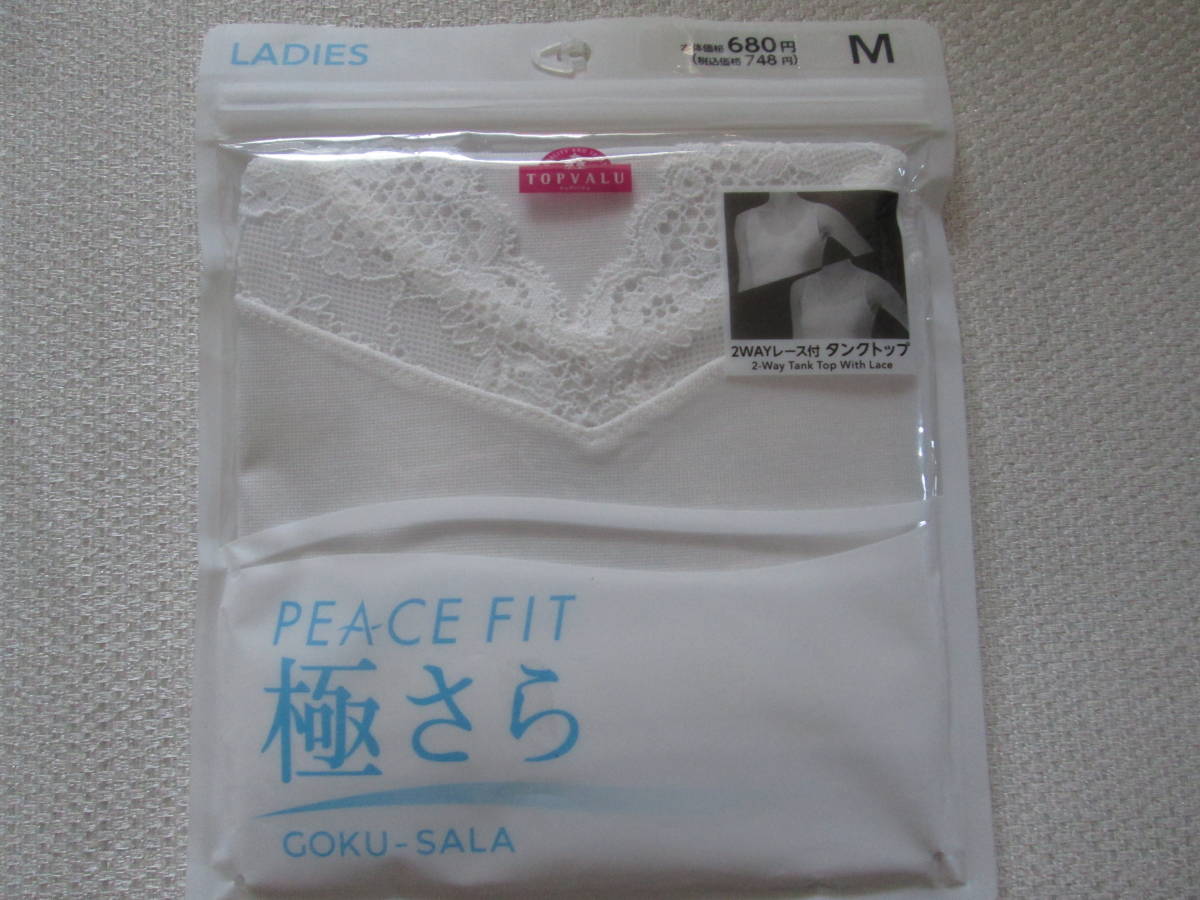 LADIES
本体価格 680円
(税込価格 748円)
M
TOPVALU
2WAYレース付 タンクトップ
2-Way Tank Top With Lace
PEACE FIT
極さら
GOKU-SALA